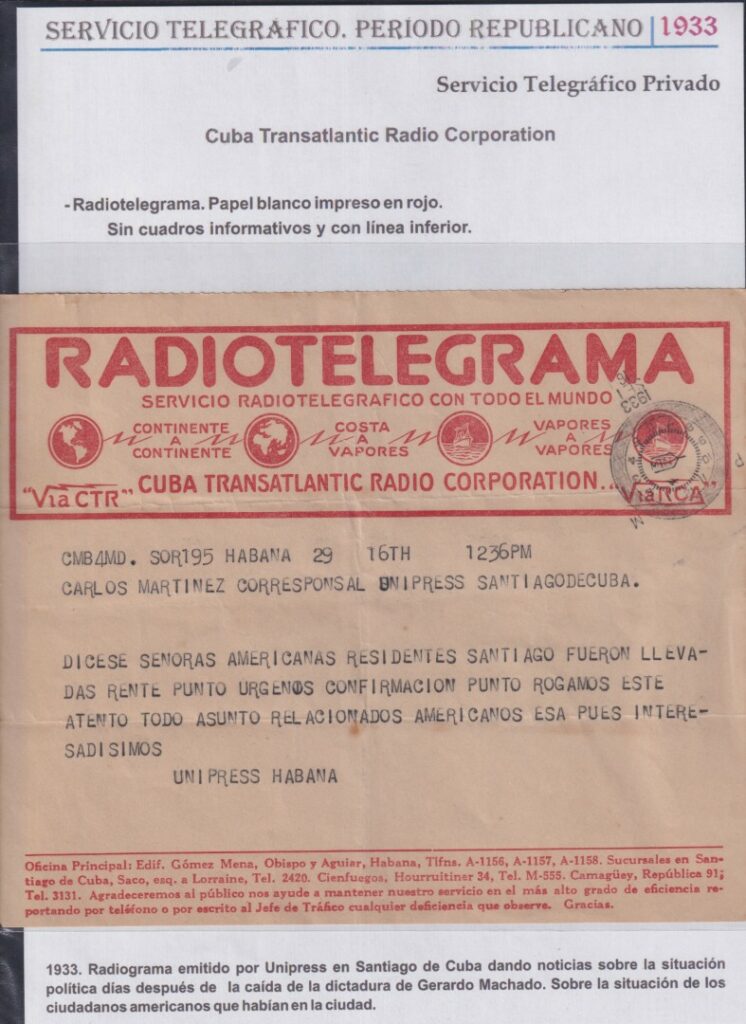 SERVICIO TELEGRÁFICO. PERÍODO REPUBLICANO | 1933
Servicio Telegráfico Privado
Cuba Transatlantic Radio Corporation
- Radiotelegrama. Papel blanco impreso en rojo.
Sin cuadros informativos y con línea inferior.
RADIOTELEGRAMA
SERVICIO RADIOTELEGRAFICO CON TODO EL MUNDO
CONTINENTE A CONTINENTE
COSTA A VAPORES
VAPORES A VAPORES
"Via CTR" CUBA TRANSATLANTIC RADIO CORPORATION.. "Via RCA"
1933
CMB4MD. SOR195 HABANA 29 16TH 1236PM
CARLOS MARTINEZ CORRESPONSAL UNIPRESS SANTIAGODECUBA.
DICESE SENORAS AMERICANAS RESIDENTES SANTIAGO FUERON LLEVA-
DAS RENTE PUNTO URGENOS CONFIRMACION PUNTO ROGAMOS ESTE
ATENTO TODO ASUNTO RELACIONADOS AMERICANOS ESA PUES INTERE-
SADISIMOS
UNIPRESS HABANA
Oficina Principal: Edif. Gómez Mena, Obispo y Aguiar, Habana, Tlfns. A-1156, A-1157, A-1158. Sucursales en San-
tiago de Cuba, Saco, esq. a Lorraine, Tel. 2420. Cienfuegos, Hourruitiner 34, Tel. M-555. Camagüey, República 91;
Tel. 3131. Agradeceremos al público nos ayude a mantener nuestro servicio en el más alto grado de eficiencia re-
portando por teléfono o por escrito al Jefe de Tráfico cualquier deficiencia que observe. Gracias.
1933. Radiograma emitido por Unipress en Santiago de Cuba dando noticias sobre la situación
política días después de la caída de la dictadura de Gerardo Machado. Sobre la situación de los
ciudadanos americanos que habían en la ciudad.